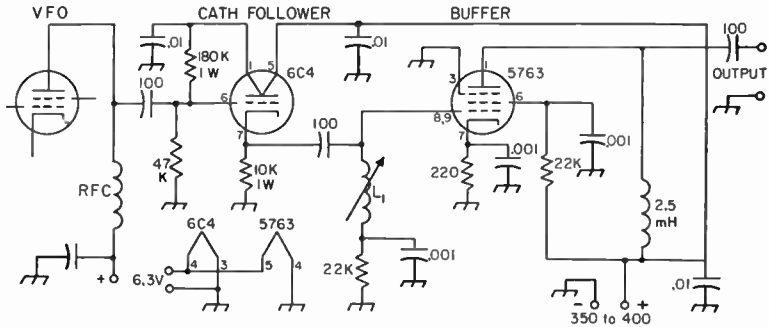 VFO
CATH FOLLOWER
BUFFER
.01
180K
1W
1
5
6C4
.01
100
6
7
47
K
10K
1W
RFC
+
100
L1
22K
.001
1
3
5763
8,9
6
7
220
.001
22K
.001
2.5
mH
100
OUTPUT
.01
- +
350 to 400
6C4
5763
4
3
5
4
6.3V